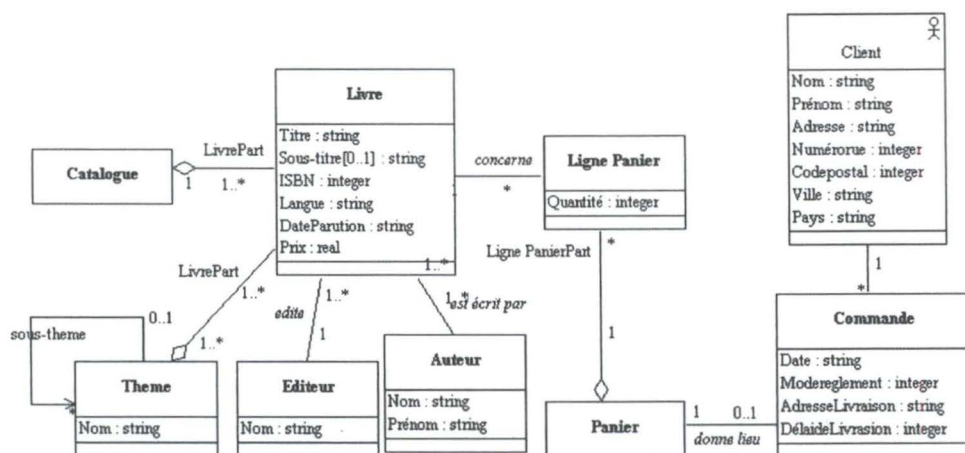 Client
Nom : string
Prénom : string
Adresse : string
Numérorue : integer
Codepostal : integer
Ville : string
Pays : string
Livre
Titre : string
Sous-titre[0..1] : string
ISBN : integer
Langue : string
DateParution : string
Prix : real
Catalogue
LivrePart
1
1..*
concerne
*
Ligne Panier
Quantité : integer
Ligne PanierPart
*
1
LivrePart
1..*
1..*
sous-theme
0..1
*
Theme
Nom : string
edite
1..*
1
Editeur
Nom : string
1..*
1..*
est écrit par
Auteur
Nom : string
Prénom : string
Panier
1
0..1
donne lieu
1
*
Commande
Date : string
Modereglement : integer
AdresseLivraison : string
DélaideLivrasion : integer